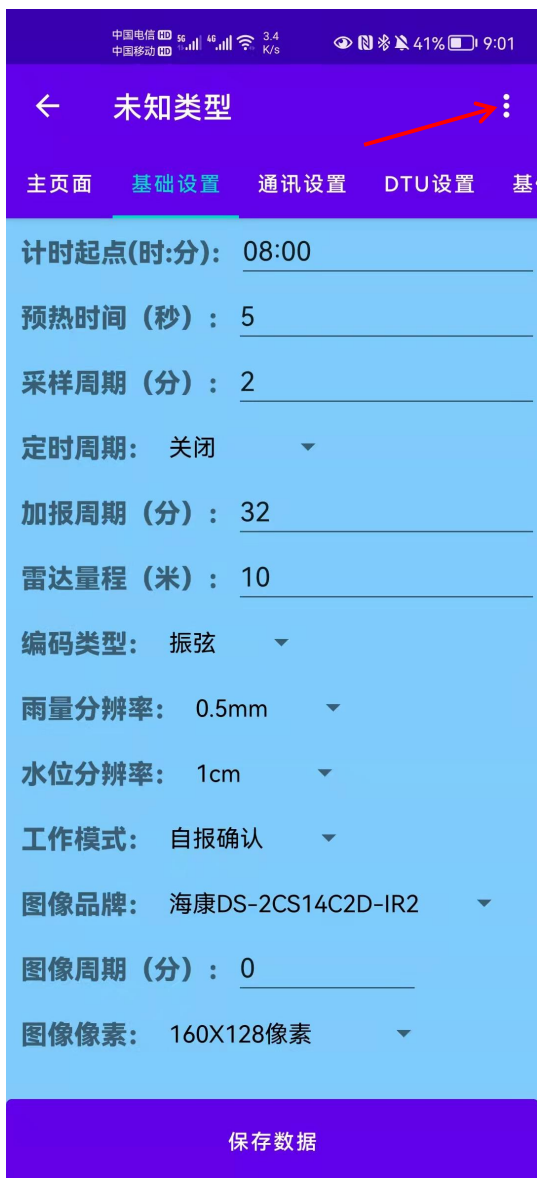 中国电信 HD 5G 46 3.4 41% 9:01
中国移动 HD K/s
未知类型
主页面 基础设置 通讯设置 DTU设置
计时起点(时:分): 08:00
预热时间（秒）: 5
采样周期（分）: 2
定时周期: 关闭
加报周期（分）: 32
雷达量程（米）: 10
编码类型: 振弦
雨量分辨率: 0.5mm
水位分辨率: 1cm
工作模式: 自报确认
图像品牌: 海康DS-2CS14C2D-IR2
图像周期（分）: 0
图像像素: 160X128像素
保存数据